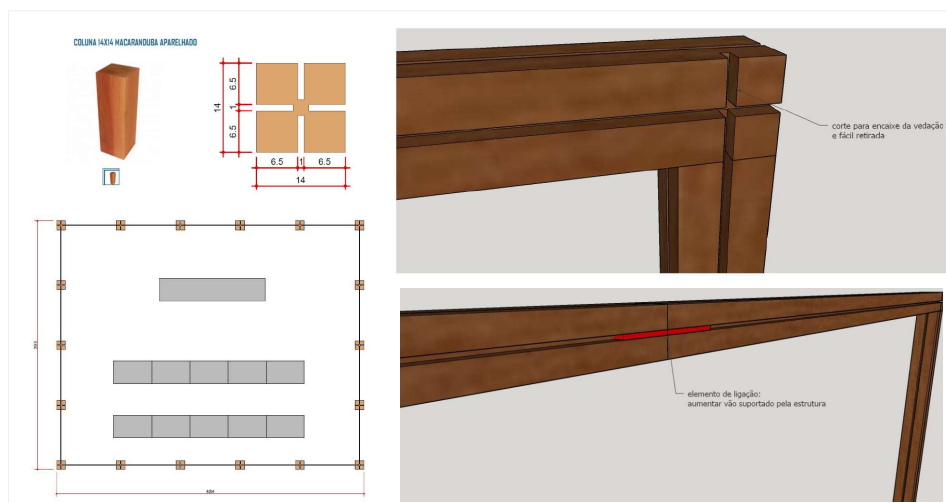 COLUNA 14X14 MACARANDUBA APARELHADO
14
6.5
1
6.5
6.5
1
6.5
14
corte para encaixe da vedação
e fácil retirada
elemento de ligação:
aumentar vão suportado pela estrutura